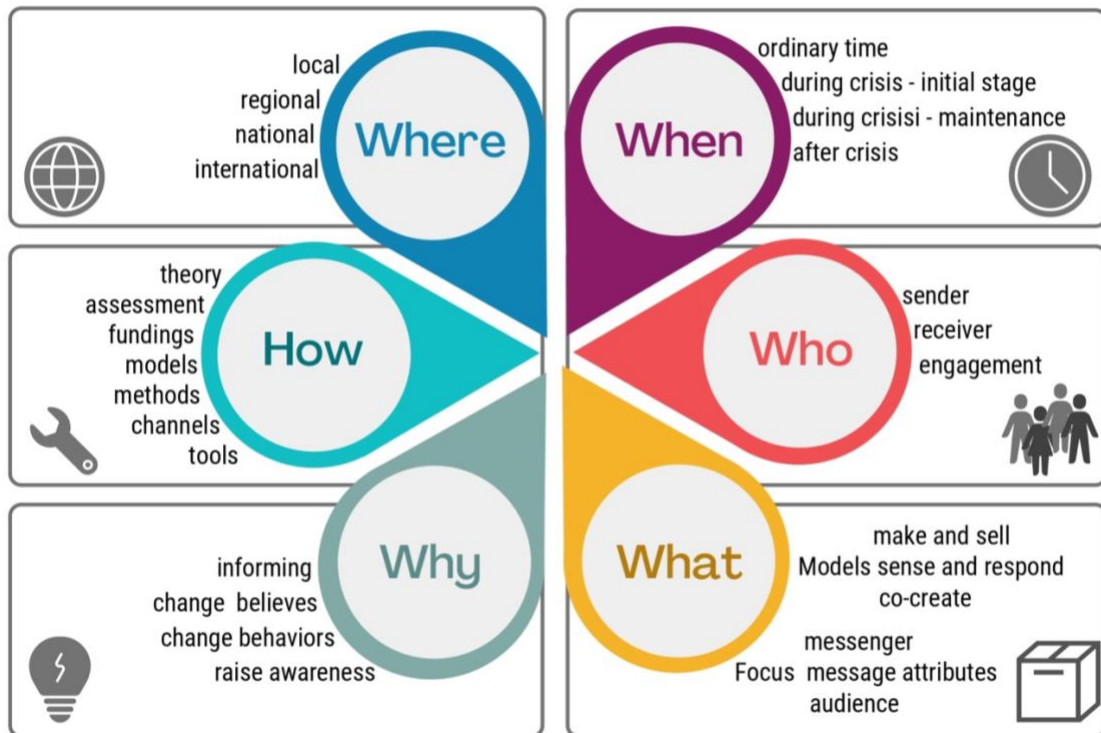 local
regional
national
international
Where
ordinary time
during crisis - initial stage
during crisisi - maintenance
after crisis
When
theory
assessment
fundings
models
methods
channels
tools
How
sender
receiver
engagement
Who
informing
change believes
change behaviors
raise awareness
Why
make and sell
Models sense and respond
co-create
messenger
Focus message attributes
audience
What